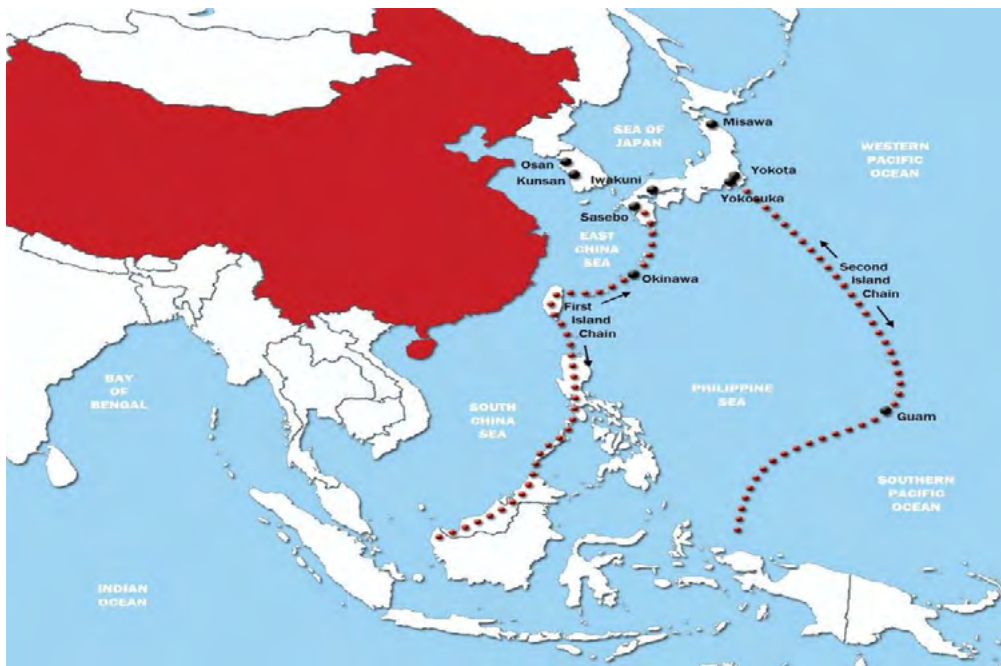 Misawa
SEA OF
JAPAN
WESTERN
PACIFIC
OCEAN
Osan
Kunsan
Iwakuni
Yokota
Yokosuka
Sasebo
EAST
CHINA
SEA
Okinawa
Second
Island
Chain
First
Island
Chain
BAY
OF
BENGAL
SOUTH
CHINA
SEA
PHILIPPINE
SEA
Guam
SOUTHERN
PACIFIC
OCEAN
INDIAN
OCEAN